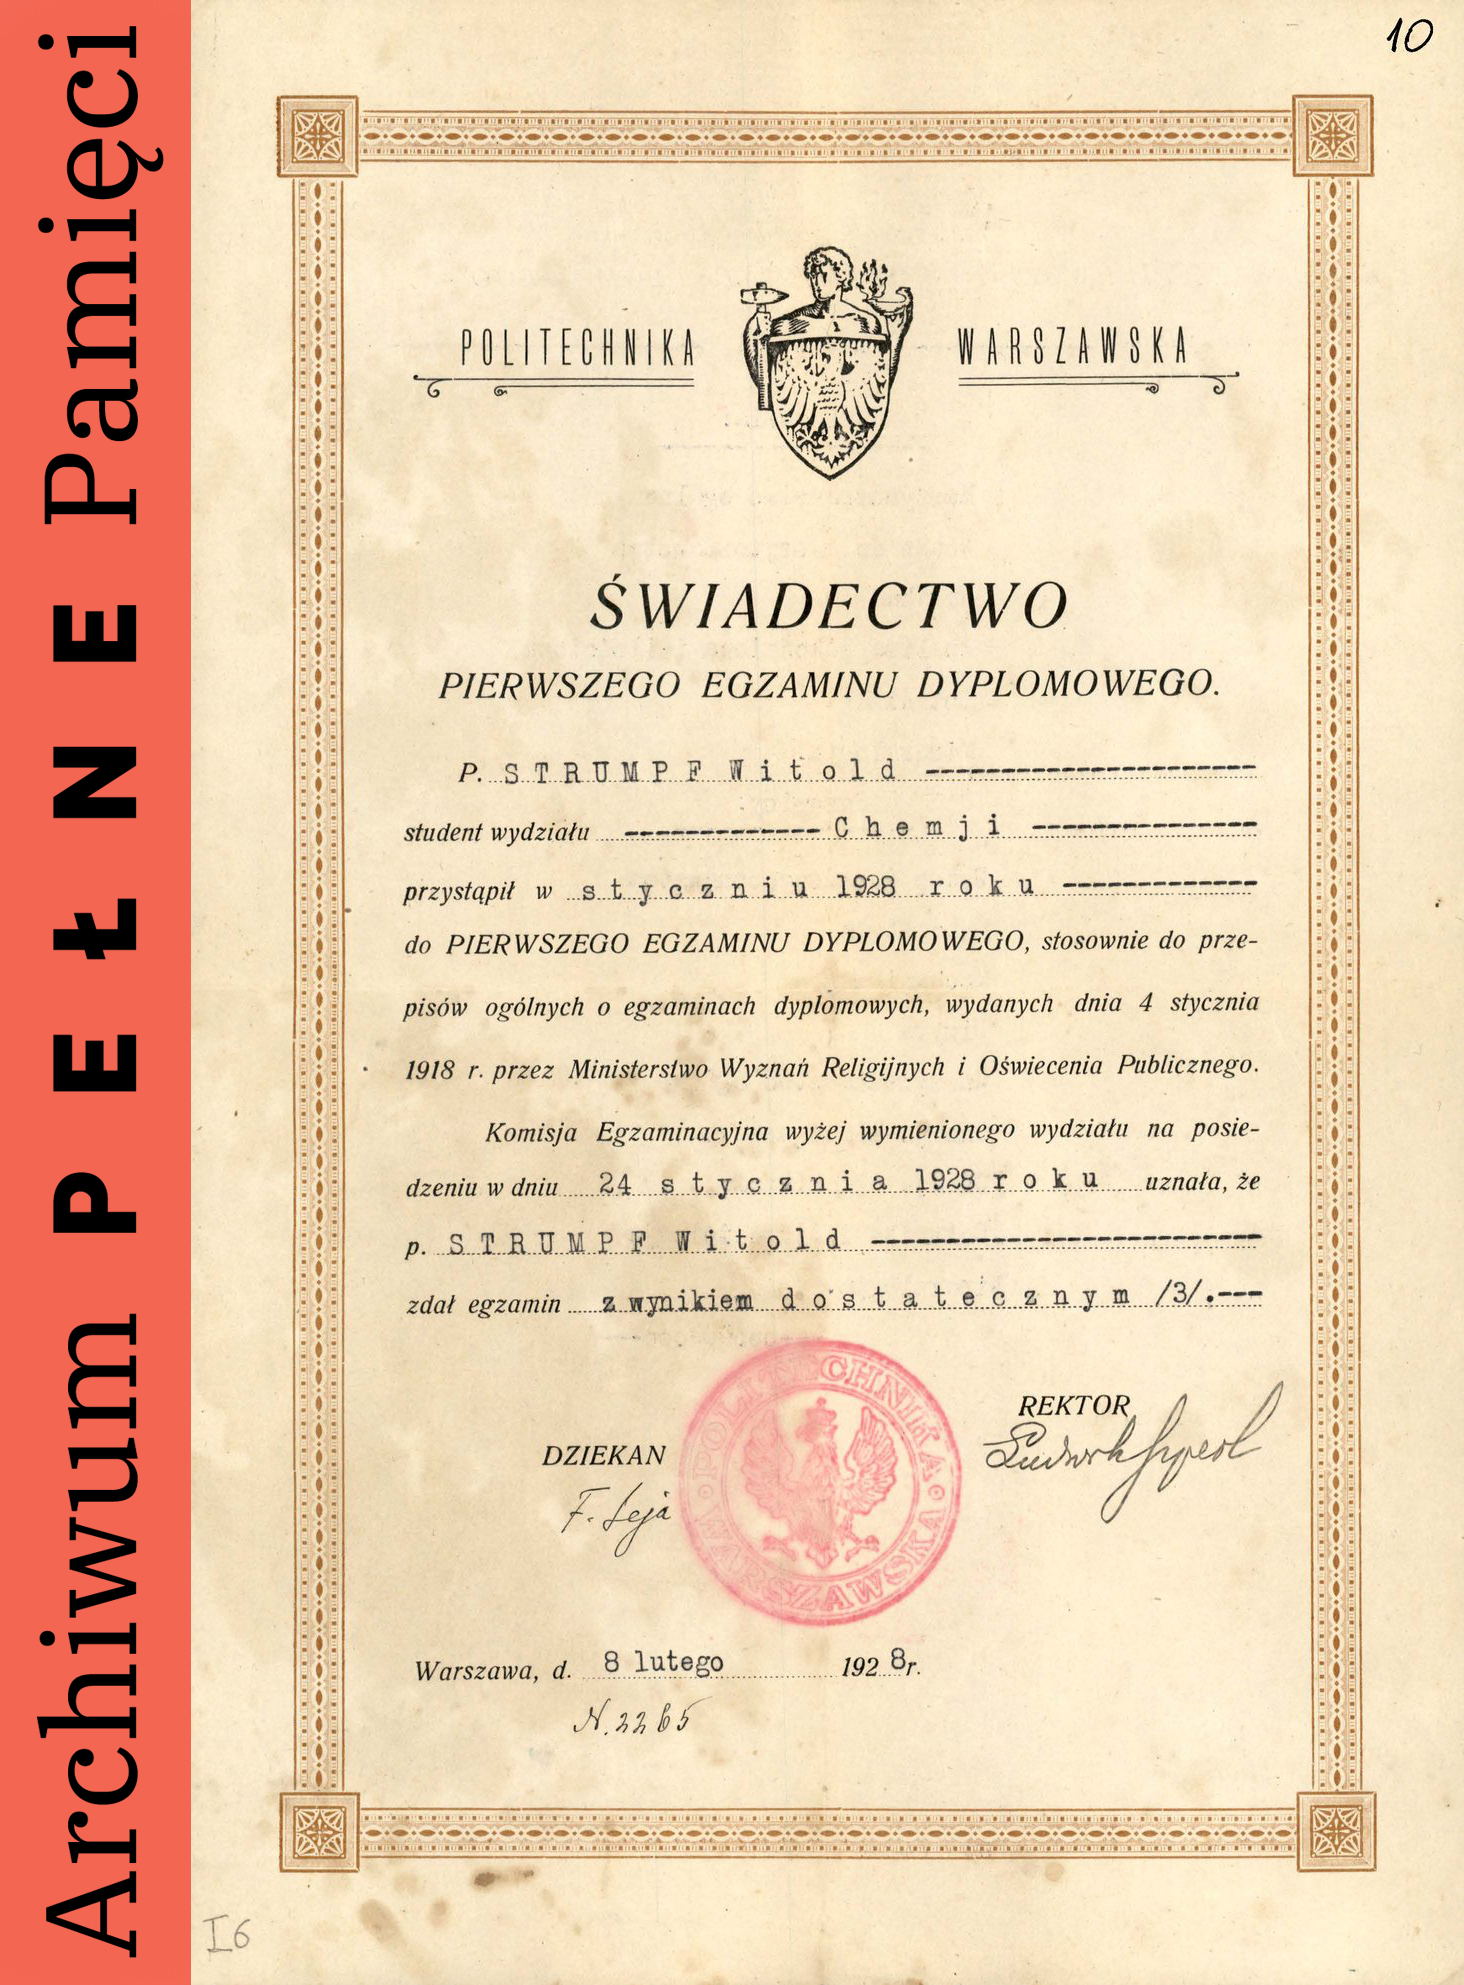 Archiwum PEŁNE Pamięci
10
POLITECHNIKA WARSZAWSKA
ŚWIADECTWO
PIERWSZEGO EGZAMINU DYPLOMOWEGO.
P. STRUMPF Witold
student wydziału Chemji
przystąpił w styczniu 1928 roku
do PIERWSZEGO EGZAMINU DYPLOMOWEGO, stosownie do prze-
pisów ogólnych o egzaminach dyplomowych, wydanych dnia 4 stycznia
1918 r. przez Ministerstwo Wyznań Religijnych i Oświecenia Publicznego.
Komisja Egzaminacyjna wyżej wymienionego wydziału na posie-
dzeniu w dniu 24 stycznia 1928 roku uznała, że
p. STRUMPF Witold
zdał egzamin z wynikiem dostatecznym /3/.---
POLITECHNIKA WARSZAWSKA
REKTOR
DZIEKAN
F. Leja
Warszawa, d. 8 lutego 1928 r.
N. 2265
I6